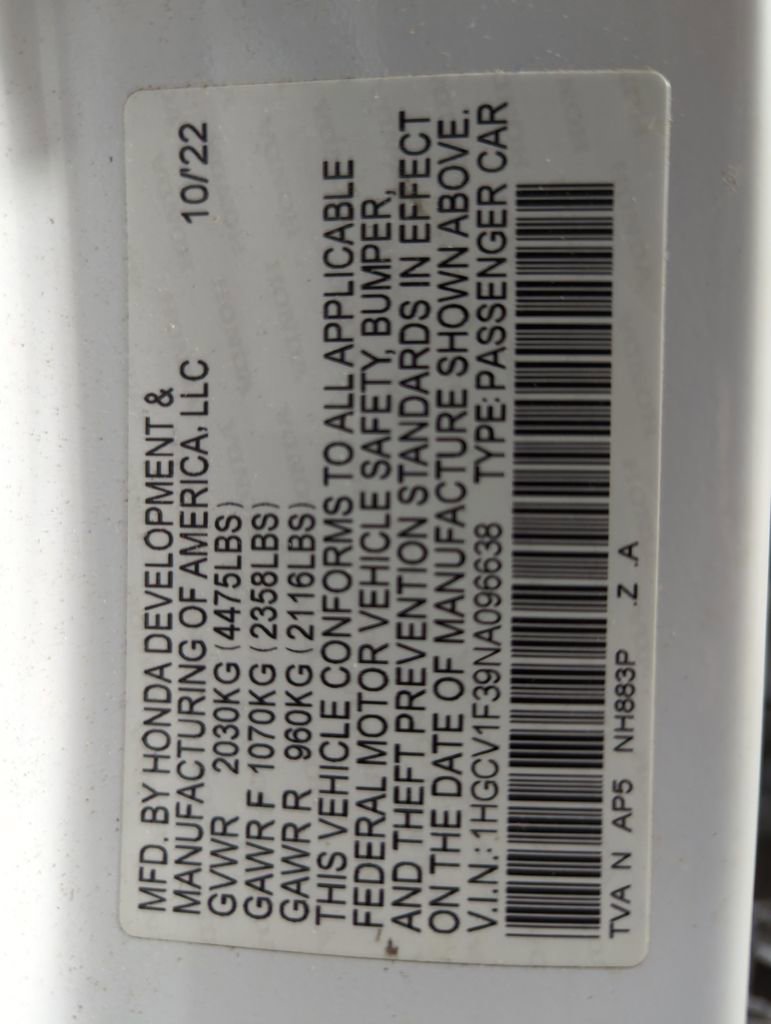 MFD. BY HONDA DEVELOPMENT &
MANUFACTURING OF AMERICA, LLC 10/'22
GVWR 2030KG (4475LBS)
GAWR F 1070KG (2358LBS)
GAWR R 960KG (2116LBS)
THIS VEHICLE CONFORMS TO ALL APPLICABLE
FEDERAL MOTOR VEHICLE SAFETY, BUMPER,
AND THEFT PREVENTION STANDARDS IN EFFECT
ON THE DATE OF MANUFACTURE SHOWN ABOVE.
V.I.N.: 1HGCV1F39NA096638 TYPE: PASSENGER CAR
TVA N AP5 NH883P .Z .A